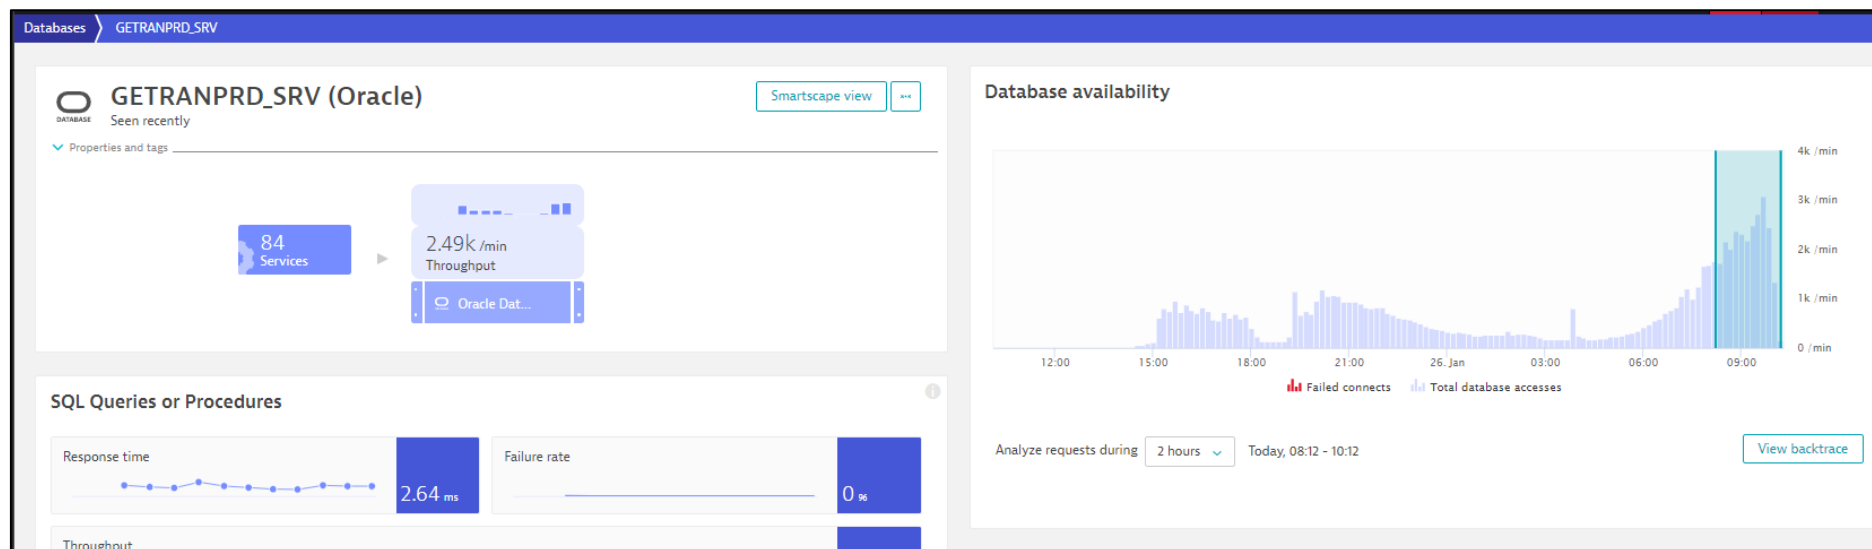 Databases
GETRANPRD_SRV
GETRANPRD_SRV (Oracle)
Seen recently
DATABASE
Smartscape view
...
Properties and tags
84
Services
2.49k /min
Throughput
Oracle Dat...
SQL Queries or Procedures
Response time
2.64 ms
Failure rate
0 %
Throughput
Database availability
4k /min
3k /min
2k /min
1k /min
0 /min
12:00
15:00
18:00
21:00
26. Jan
03:00
06:00
09:00
Failed connects
Total database accesses
Analyze requests during
2 hours
Today, 08:12 - 10:12
View backtrace